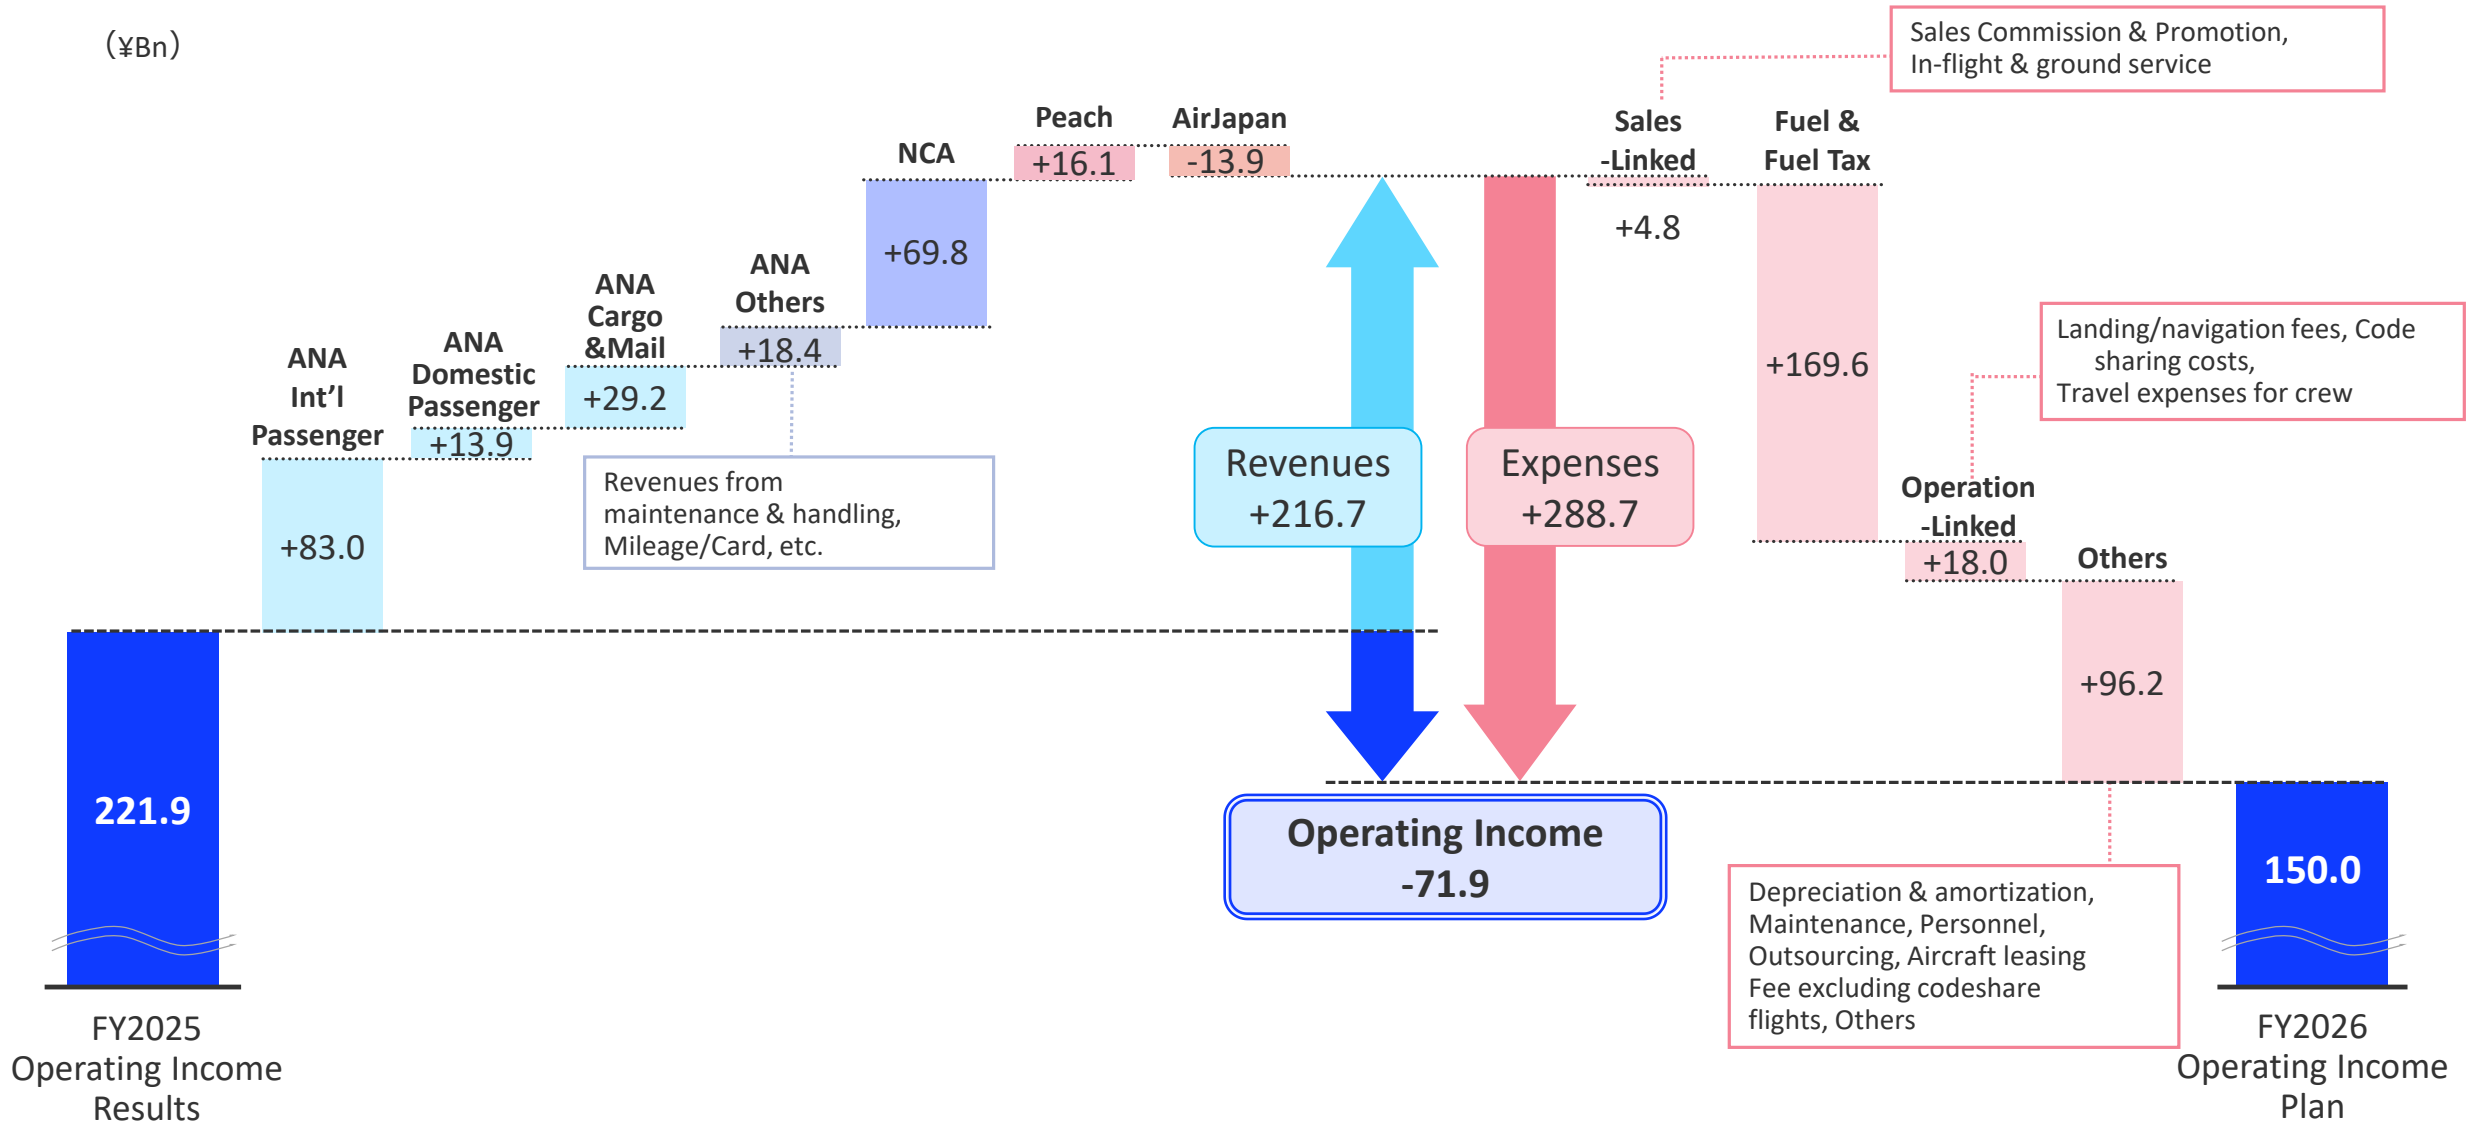 （¥Bn）
221.9
FY2025
Operating Income
Results
ANA
Int’l
Passenger
+83.0
ANA
Domestic
Passenger
+13.9
ANA
Cargo
&Mail
+29.2
ANA
Others
+18.4
Revenues from
maintenance & handling,
Mileage/Card, etc.
NCA
+69.8
Peach
+16.1
AirJapan
-13.9
Revenues
+216.7
Expenses
+288.7
Operating Income
-71.9
Sales
-Linked
+4.8
Sales Commission & Promotion,
In-flight & ground service
Fuel &
Fuel Tax
+169.6
Operation
-Linked
+18.0
Landing/navigation fees, Code
sharing costs,
Travel expenses for crew
Others
+96.2
Depreciation & amortization,
Maintenance, Personnel,
Outsourcing, Aircraft leasing
Fee excluding codeshare
flights, Others
150.0
FY2026
Operating Income
Plan